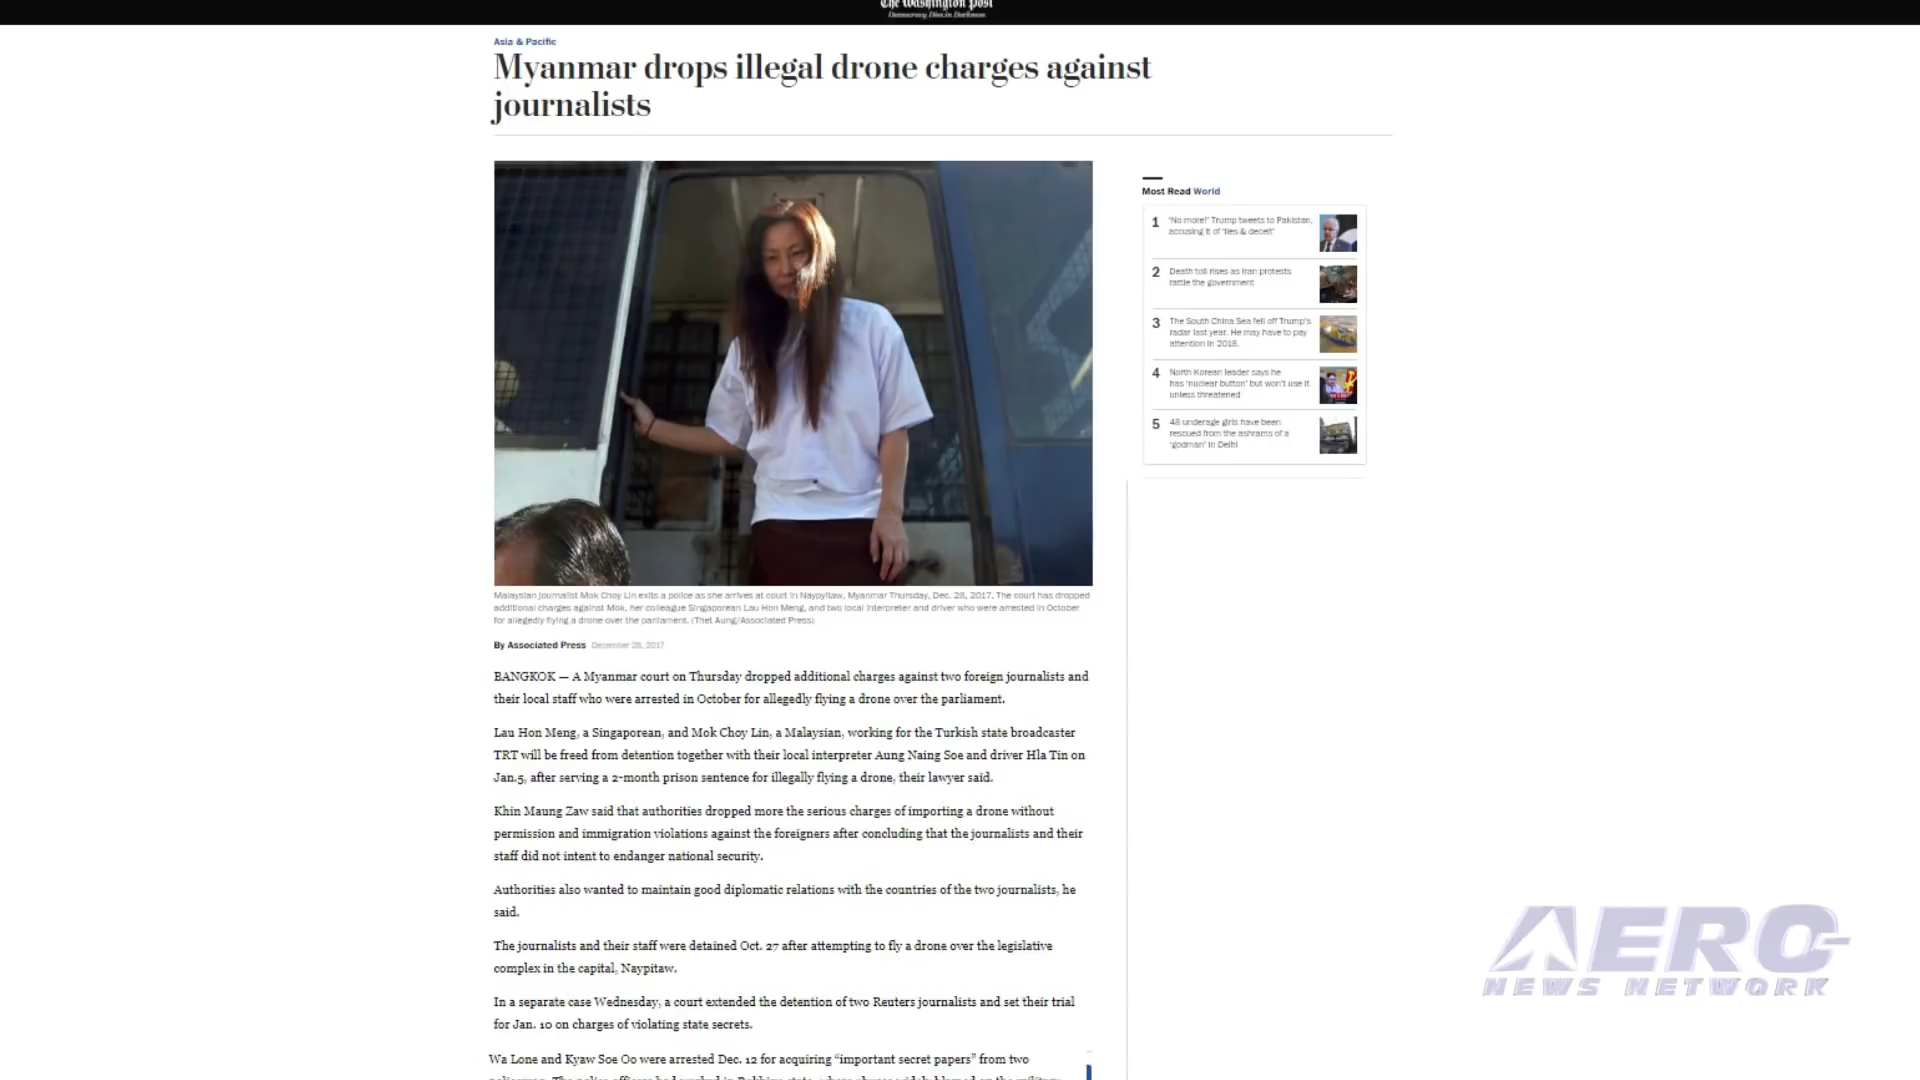 The Washington Post
Democracy Dies in Darkness
Asia & Pacific
Myanmar drops illegal drone charges against
journalists
Malaysian journalist Mok Choy Lin exits a police as she arrives at court in Naypyitaw, Myanmar Thursday, Dec. 28, 2017. The court has dropped
additional charges against Mok, her colleague Singaporean Lau Hon Meng, and two local interpreter and driver who were arrested in October
for allegedly flying a drone over the parliament. (Thet Aung/Associated Press)
By Associated Press December 28, 2017
BANGKOK — A Myanmar court on Thursday dropped additional charges against two foreign journalists and
their local staff who were arrested in October for allegedly flying a drone over the parliament.
Lau Hon Meng, a Singaporean, and Mok Choy Lin, a Malaysian, working for the Turkish state broadcaster
TRT will be freed from detention together with their local interpreter Aung Naing Soe and driver Hla Tin on
Jan.5, after serving a 2-month prison sentence for illegally flying a drone, their lawyer said.
Khin Maung Zaw said that authorities dropped more the serious charges of importing a drone without
permission and immigration violations against the foreigners after concluding that the journalists and their
staff did not intent to endanger national security.
Authorities also wanted to maintain good diplomatic relations with the countries of the two journalists, he
said.
The journalists and their staff were detained Oct. 27 after attempting to fly a drone over the legislative
complex in the capital, Naypitaw.
In a separate case Wednesday, a court extended the detention of two Reuters journalists and set their trial
for Jan. 10 on charges of violating state secrets.
Wa Lone and Kyaw Soe Oo were arrested Dec. 12 for acquiring “important secret papers” from two
Most Read World
1 ‘No more!’ Trump tweets to Pakistan,
accusing it of ‘lies & deceit’
2 Death toll rises as Iran protests
rattle the government
3 The South China Sea fell off Trump's
radar last year. He may have to pay
attention in 2018.
4 North Korean leader says he
has ‘nuclear button’ but won't use it
unless threatened
5 48 underage girls have been
rescued from the ashrams of a
‘godman’ in Delhi
AERO
NEWS NETWORK